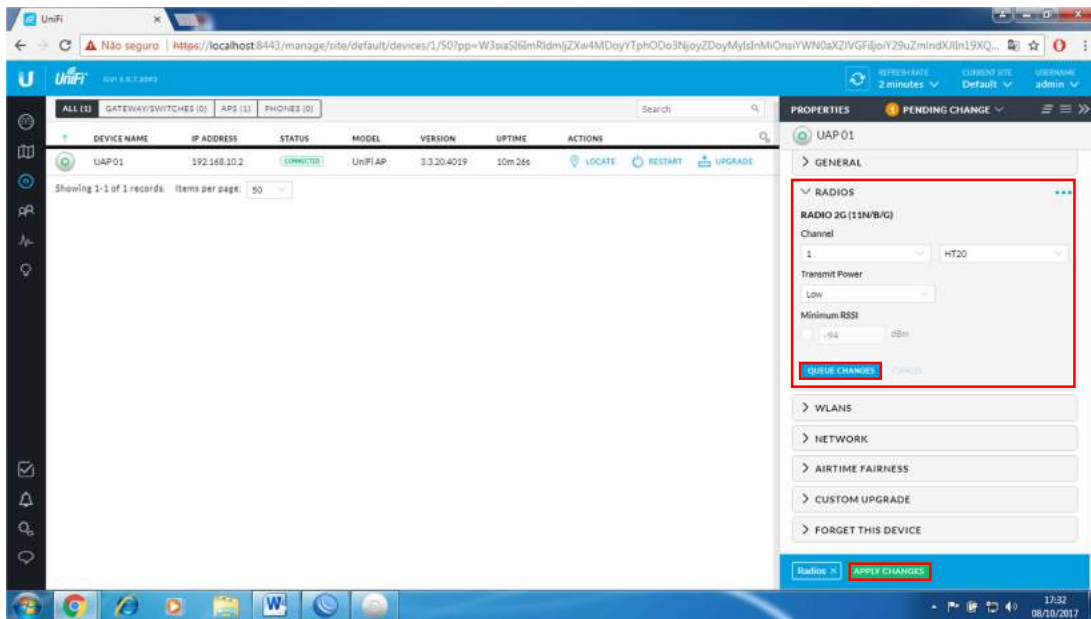 UniFi
Não seguro | https://localhost:8443/manage/site/default/devices/1/50?pp=
UniFi
REFRESH RATE CURRENT SITE USERNAME
2 minutes Default admin
ALL (1) GATEWAY/SWITCHES (0) APS (1) PHONES (0) Search
DEVICE NAME IP ADDRESS STATUS MODEL VERSION UPTIME ACTIONS
UAP 01 192.168.10.2 CONNECTED UniFi AP 3.3.20.4019 10m 26s LOCATE RESTART UPGRADE
Showing 1-1 of 1 records. Items per page: 50
PROPERTIES 1 PENDING CHANGE
UAP 01
GENERAL
RADIOS
RADIO 2G (11N/B/G)
Channel
1 HT20
Transmit Power
Low
Minimum RSSI
-94 dBm
QUEUE CHANGES CANCEL
WLANS
NETWORK
AIRTIME FAIRNESS
CUSTOM UPGRADE
FORGET THIS DEVICE
Radios × APPLY CHANGES
17:32
08/10/2017